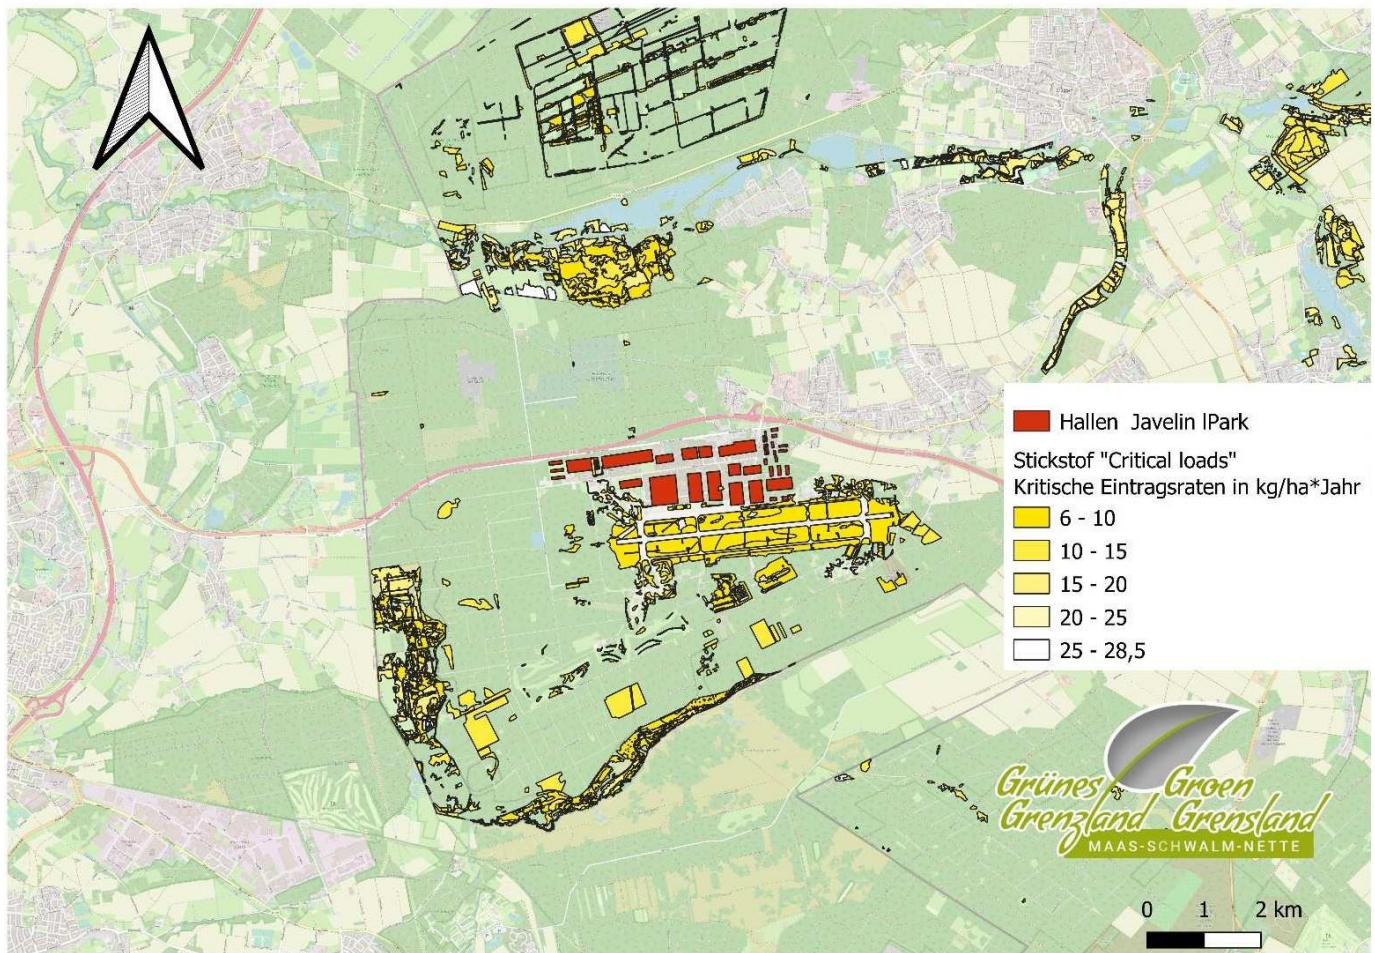 Hallen Javelin IPark
Stickstof "Critical loads"
Kritische Eintragsraten in kg/ha*Jahr
6 - 10
10 - 15
15 - 20
20 - 25
25 - 28,5
Grünes Groen
Grenzland Grensland
MAAS-SCHWALM-NETTE
0 1 2 km